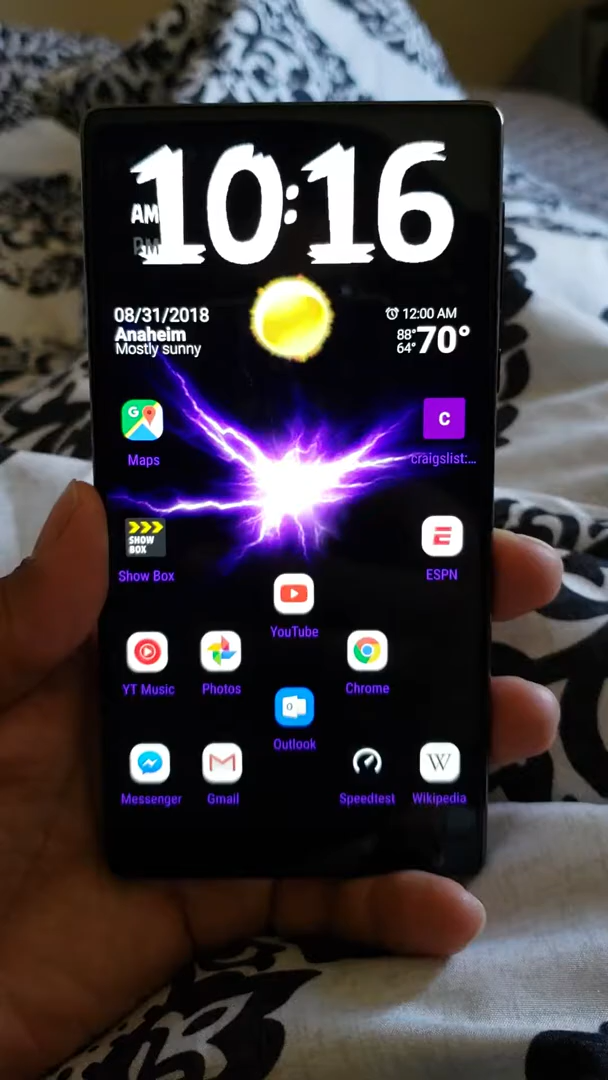 10:16
AM
PM
08/31/2018
Anaheim
Mostly sunny
12:00 AM
88°
64°
70°
G
Maps
C
craigslist:...
SHOW
BOX
Show Box
E
ESPN
YouTube
YT Music
Photos
Chrome
O
Outlook
Messenger
M
Gmail
Speedtest
W
Wikipedia